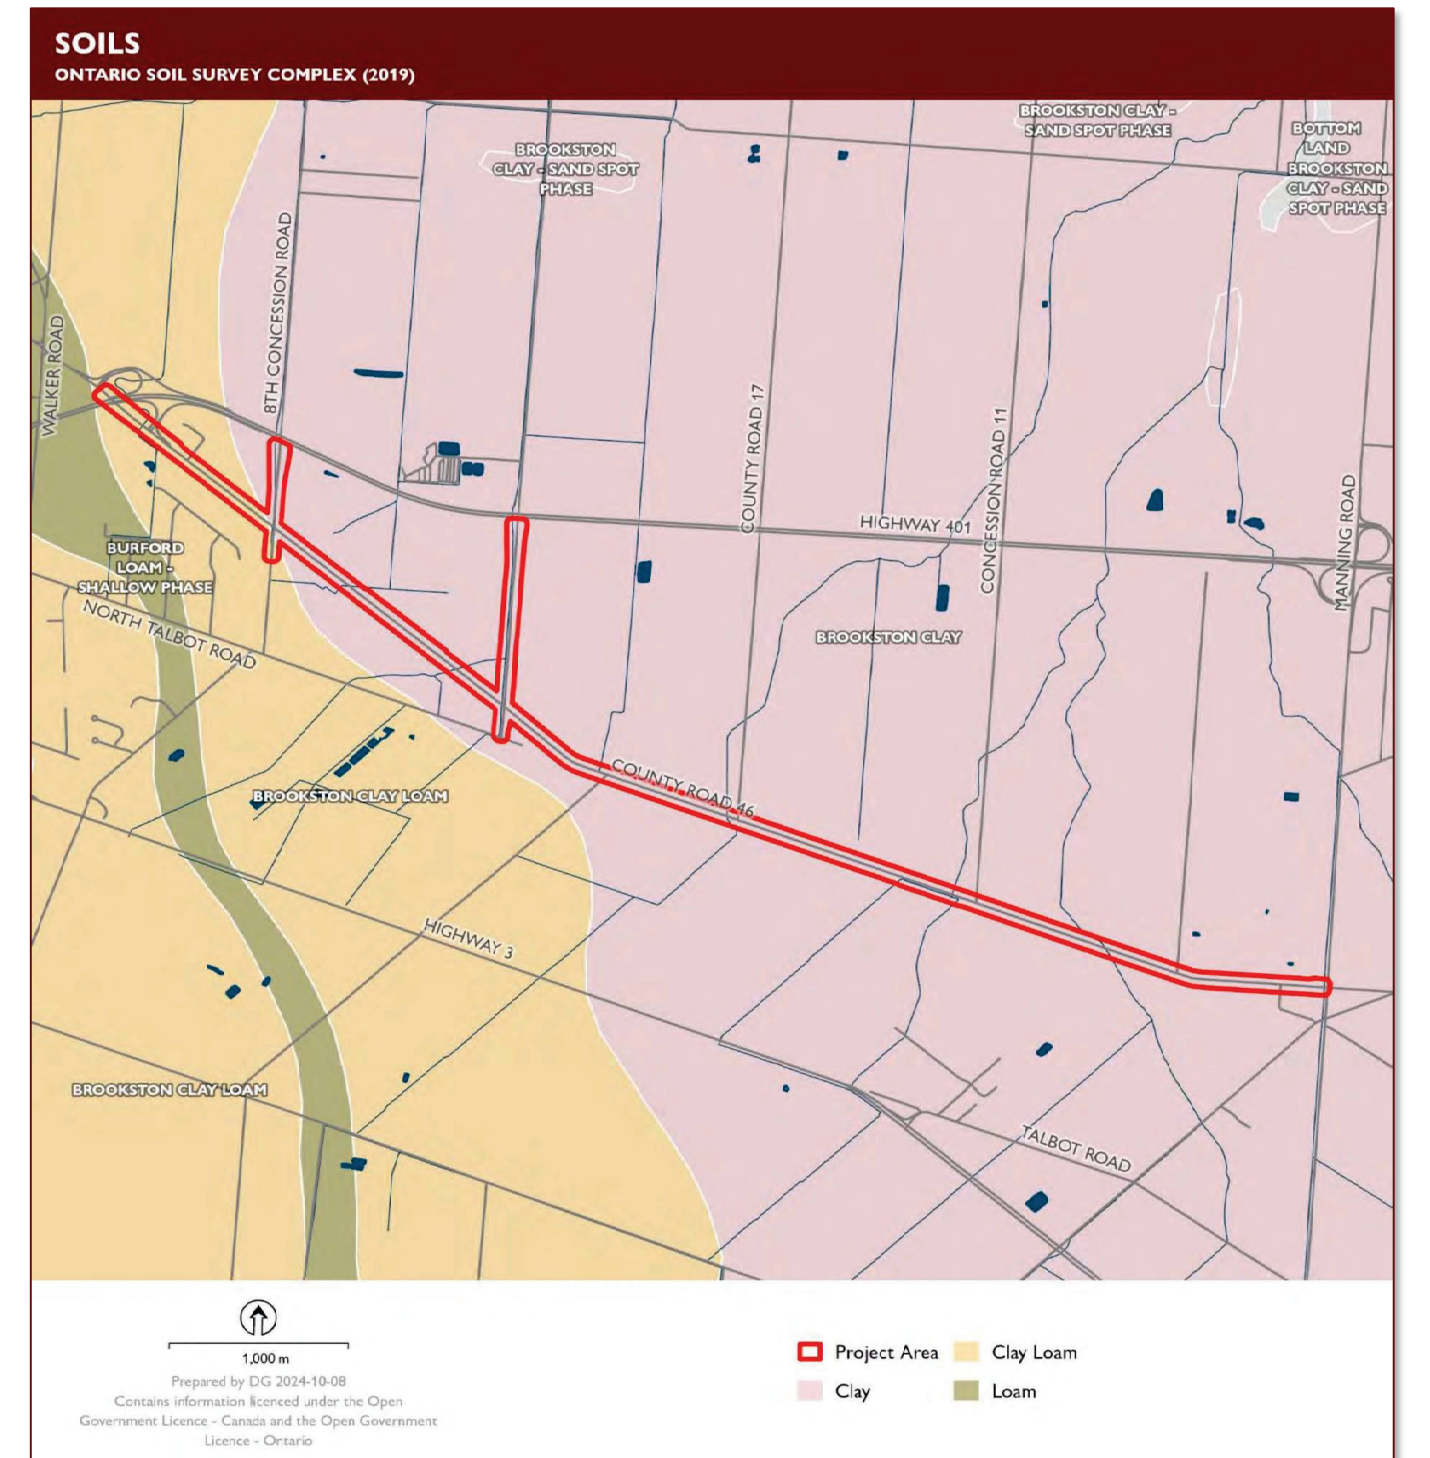 SOILS
ONTARIO SOIL SURVEY COMPLEX (2019)
BROOKSTON CLAY -
SAND SPOT PHASE
BOTTOM
LAND
BROOKSTON
CLAY - SAND
SPOT PHASE
BROOKSTON
CLAY - SAND SPOT
PHASE
8TH CONCESSION ROAD
WALKER ROAD
COUNTY ROAD 17
CONCESSION ROAD 11
MANNING ROAD
HIGHWAY 401
BURFORD
LOAM -
SHALLOW PHASE
NORTH TALBOT ROAD
BROOKSTON CLAY
COUNTY ROAD 46
BROOKSTON CLAY LOAM
HIGHWAY 3
BROOKSTON CLAY LOAM
TALBOT ROAD
1,000 m
Prepared by DG 2024-10-08
Contains information licenced under the Open
Government Licence - Canada and the Open Government
Licence - Ontario
Project Area
Clay Loam
Clay
Loam